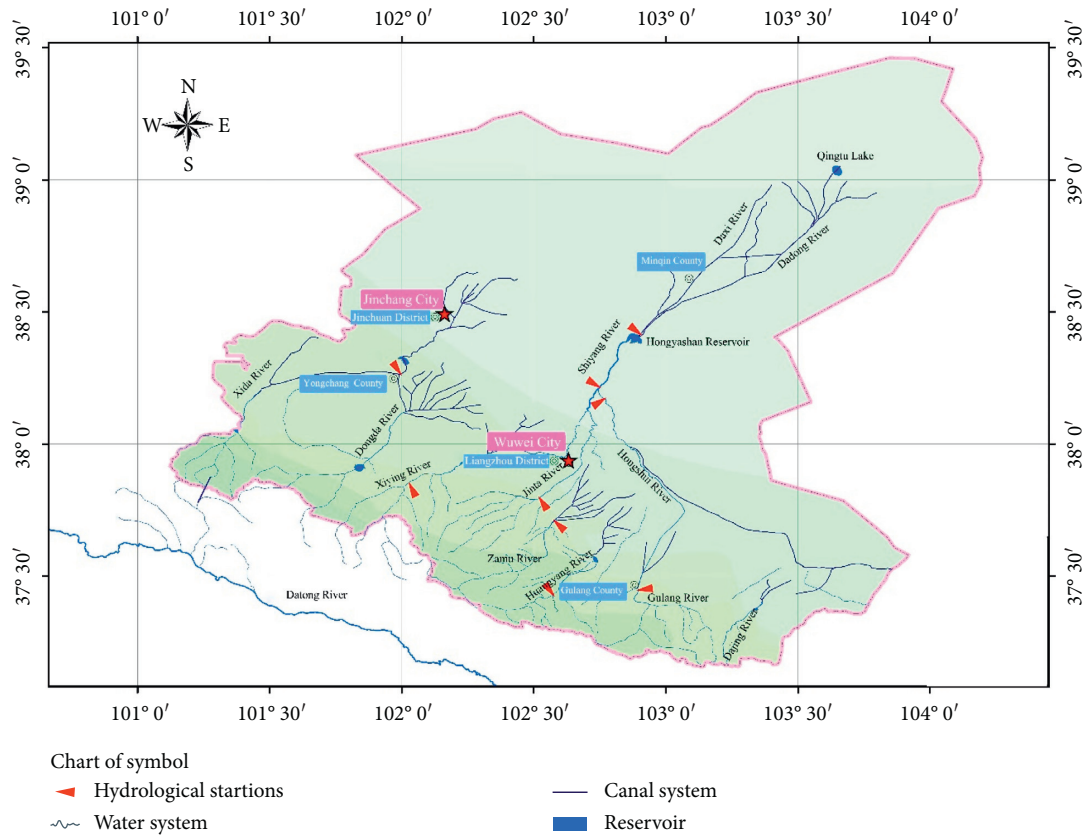 101° 0′ 101° 30′ 102° 0′ 102° 30′ 103° 0′ 103° 30′ 104° 0′
39° 30′ 39° 30′
N
W E
S
Qingtu Lake
39° 0′ 39° 0′
Duxi River
Dadong River
Minqin County
Jinchang City
Jinchuan District
38° 30′ 38° 30′
Shiyang River
Hongyashan Reservoir
Xida River
Yongchang County
Dongda River
Wuwei City
38° 0′ 38° 0′
Liangzhou District
Xiying River
Jinta River
Hongshui River
Zamu River
Huangyang River
37° 30′ 37° 30′
Gulang County
Datong River
Gulang River
Dajing River
101° 0′ 101° 30′ 102° 0′ 102° 30′ 103° 0′ 103° 30′ 104° 0′
Chart of symbol
Hydrological startions
Canal system
Water system
Reservoir